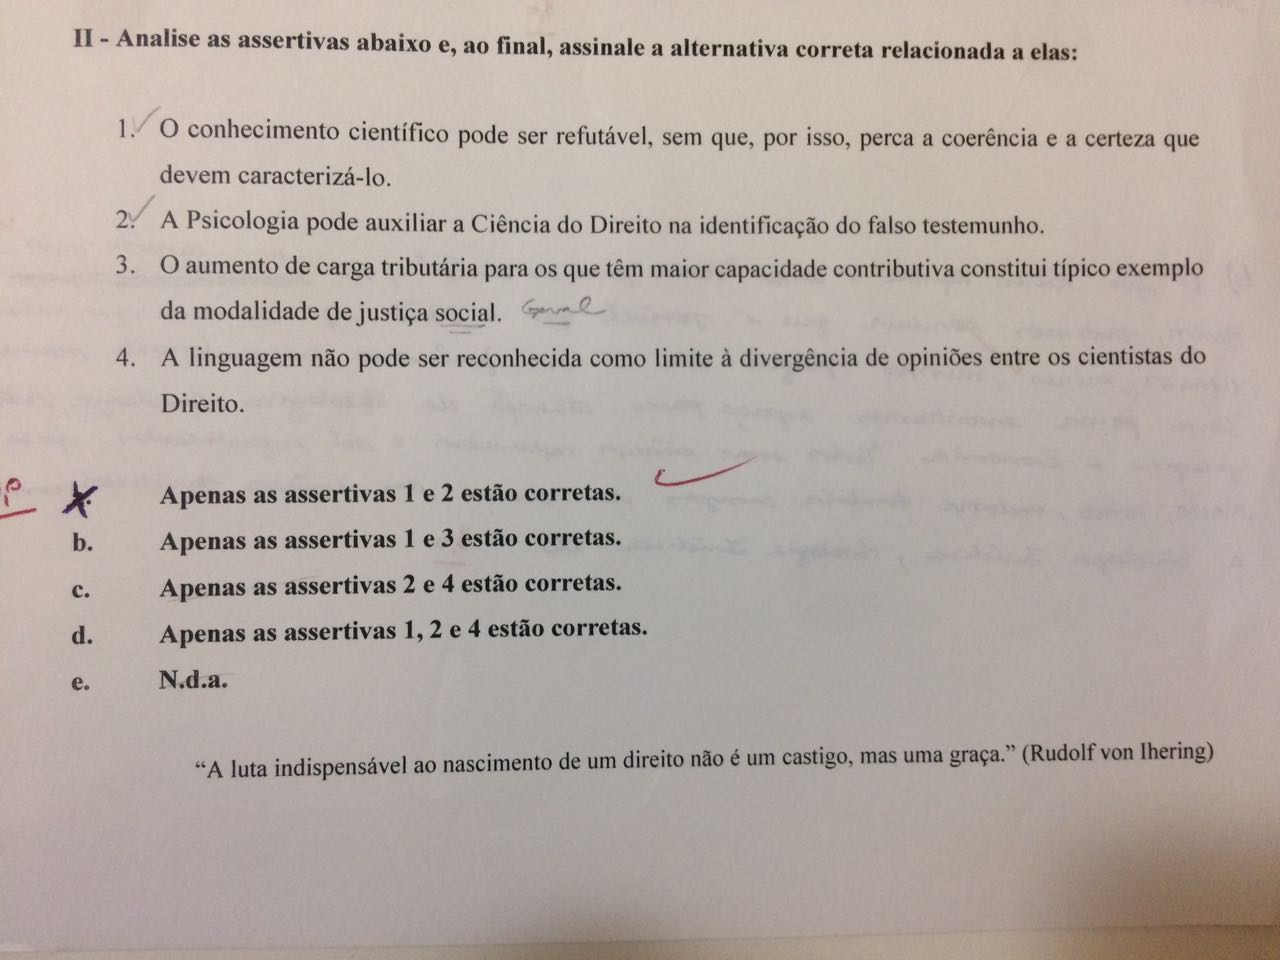 II - Analise as assertivas abaixo e, ao final, assinale a alternativa correta relacionada a elas:
1. O conhecimento científico pode ser refutável, sem que, por isso, perca a coerência e a certeza que
devem caracterizá-lo.
2. A Psicologia pode auxiliar a Ciência do Direito na identificação do falso testemunho.
3. O aumento de carga tributária para os que têm maior capacidade contributiva constitui típico exemplo
da modalidade de justiça social. Geral
4. A linguagem não pode ser reconhecida como limite à divergência de opiniões entre os cientistas do
Direito.
Apenas as assertivas 1 e 2 estão corretas.
b. Apenas as assertivas 1 e 3 estão corretas.
c. Apenas as assertivas 2 e 4 estão corretas.
d. Apenas as assertivas 1, 2 e 4 estão corretas.
e. N.d.a.
“A luta indispensável ao nascimento de um direito não é um castigo, mas uma graça.” (Rudolf von Ihering)